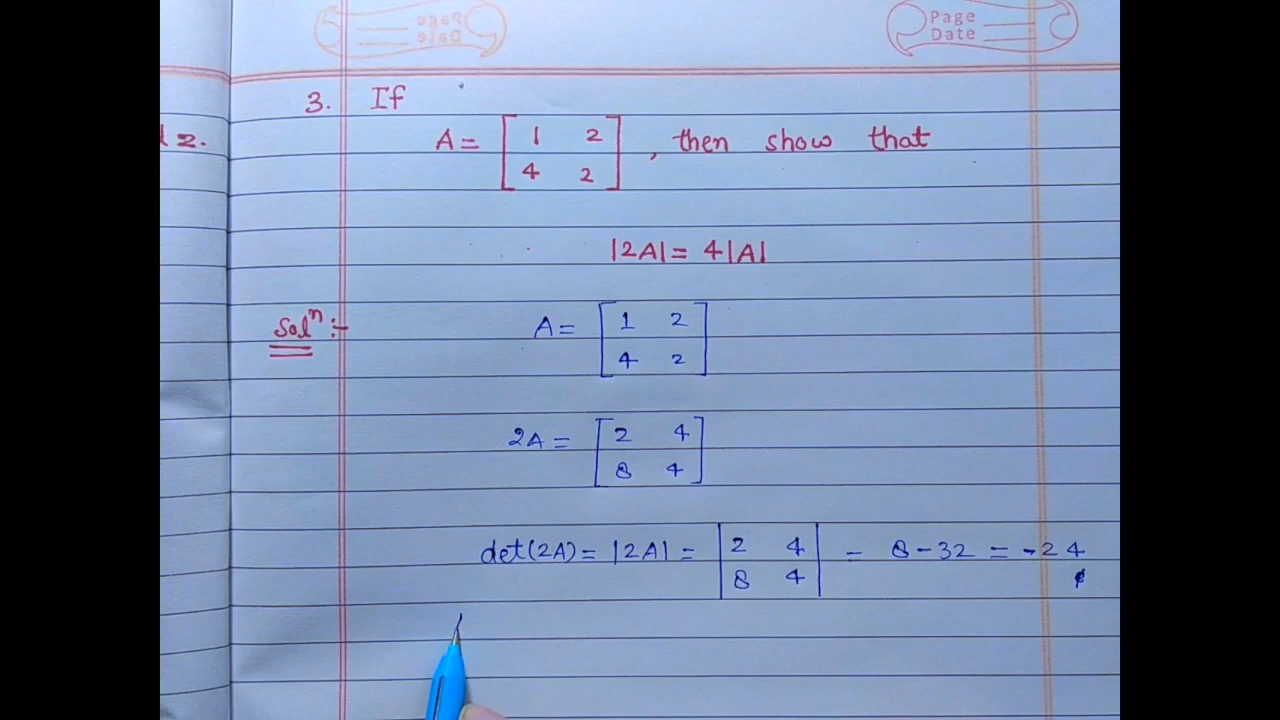 Page
Date
Page
Date
3. If
A = [ 1 2 ], then show that
4 2
|2A| = 4|A|
Solⁿ :-
A = [ 1 2 ]
4 2
2A = [ 2 4 ]
8 4
det(2A) = |2A| = | 2 4 | = 8 - 32 = -24
8 4
2.